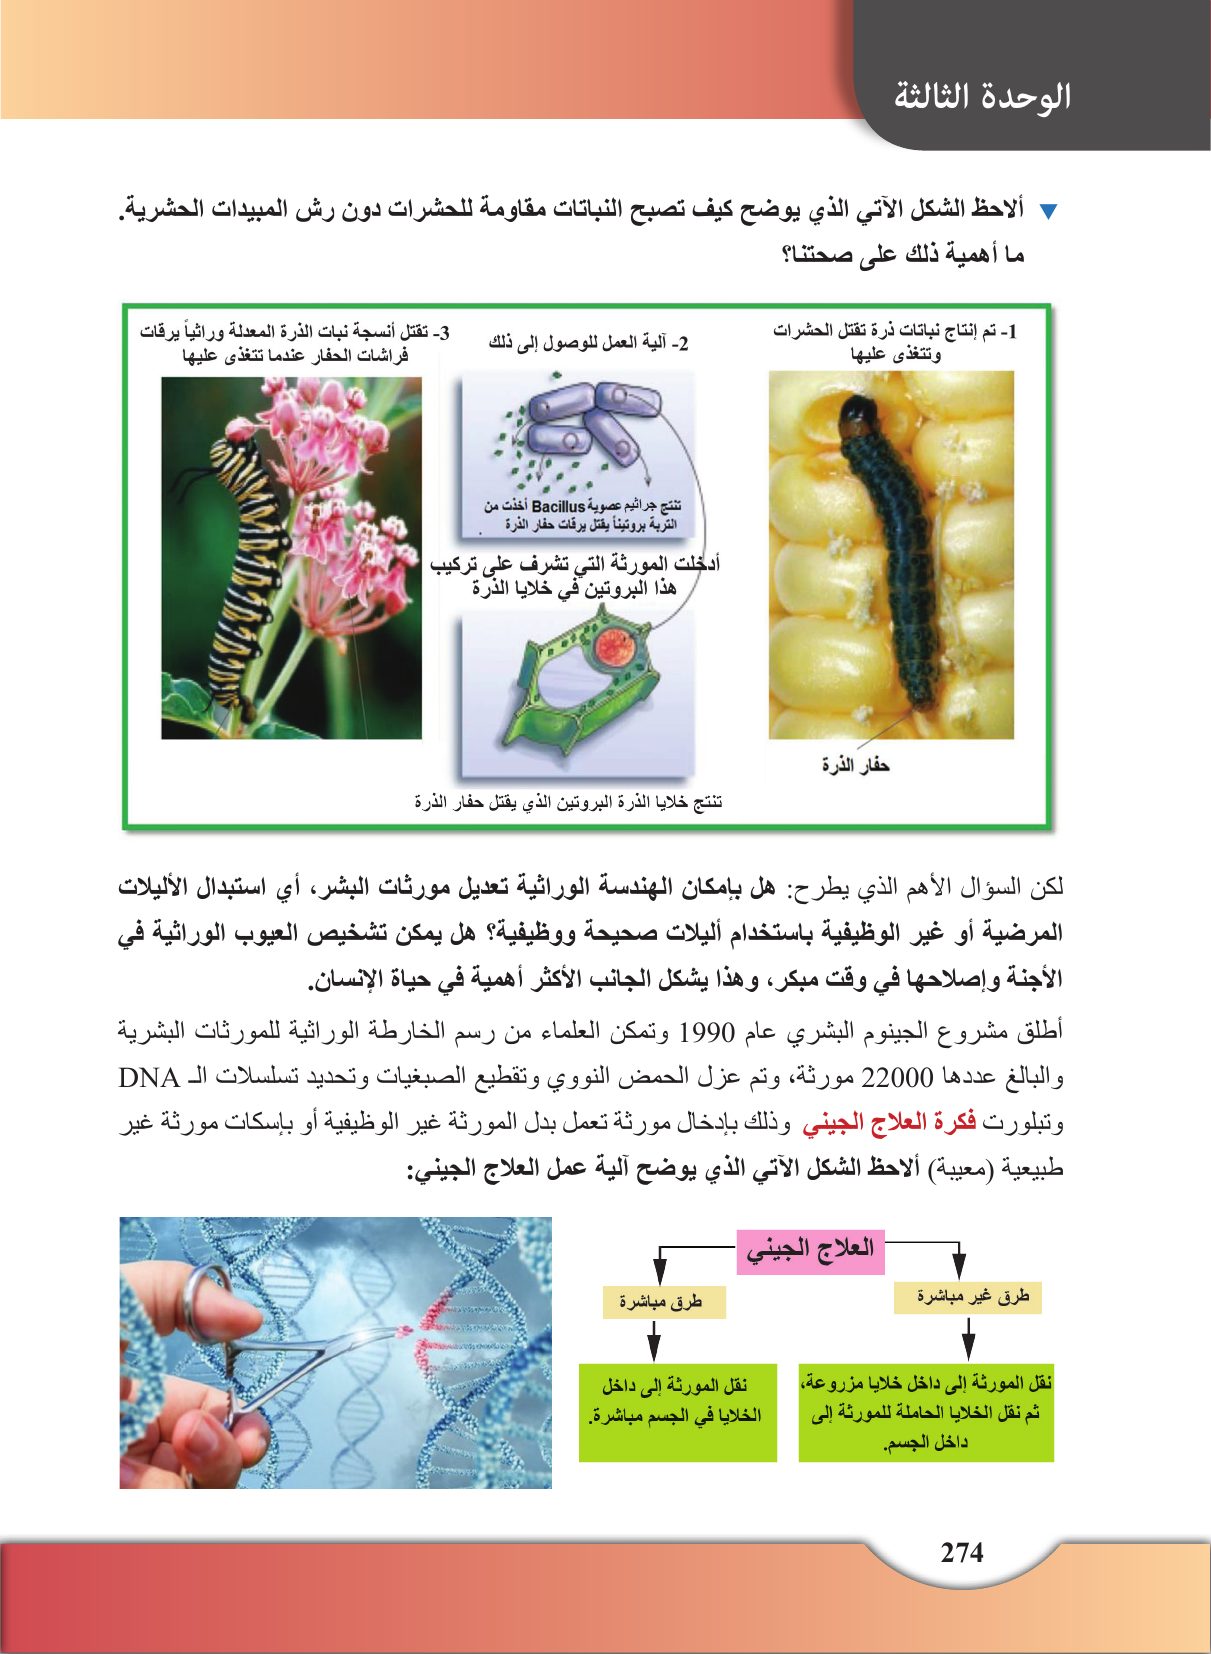 الوحدة الثالثة
ألاحظ الشكل الآتي الذي يوضح كيف تصبح النباتات مقاومة للحشرات دون رش المبيدات الحشرية.
ما أهمية ذلك على صحتنا؟
1- تم إنتاج نباتات ذرة تقتل الحشرات
وتتغذى عليها
حفار الذرة
2- آلية العمل للوصول إلى ذلك
تنتج جراثيم عصوية Bacillus أخذت من
التربة بروتيناً يقتل يرقات حفار الذرة
أدخلت المورثة التي تشرف على تركيب
هذا البروتين في خلايا الذرة
تنتج خلايا الذرة البروتين الذي يقتل حفار الذرة
3- تقتل أنسجة نبات الذرة المعدلة وراثياً يرقات
فراشات الحفار عندما تتغذى عليها
لكن السؤال الأهم الذي يطرح: هل بإمكان الهندسة الوراثية تعديل مورثات البشر، أي استبدال الأليلات
المرضية أو غير الوظيفية باستخدام أليلات صحيحة ووظيفية؟ هل يمكن تشخيص العيوب الوراثية في
الأجنة وإصلاحها في وقت مبكر، وهذا يشكل الجانب الأكثر أهمية في حياة الإنسان.
أطلق مشروع الجينوم البشري عام 1990 وتمكن العلماء من رسم الخارطة الوراثية للمورثات البشرية
والبالغ عددها 22000 مورثة، وتم عزل الحمض النووي وتقطيع الصبغيات وتحديد تسلسلات الـ DNA
وتبلورت فكرة العلاج الجيني وذلك بإدخال مورثة تعمل بدل المورثة غير الوظيفية أو بإسكات مورثة غير
طبيعية (معيبة) ألاحظ الشكل الآتي الذي يوضح آلية عمل العلاج الجيني:
العلاج الجيني
طرق غير مباشرة
طرق مباشرة
نقل المورثة إلى داخل خلايا مزروعة،
ثم نقل الخلايا الحاملة للمورثة إلى
داخل الجسم.
نقل المورثة إلى داخل
الخلايا في الجسم مباشرة.
274